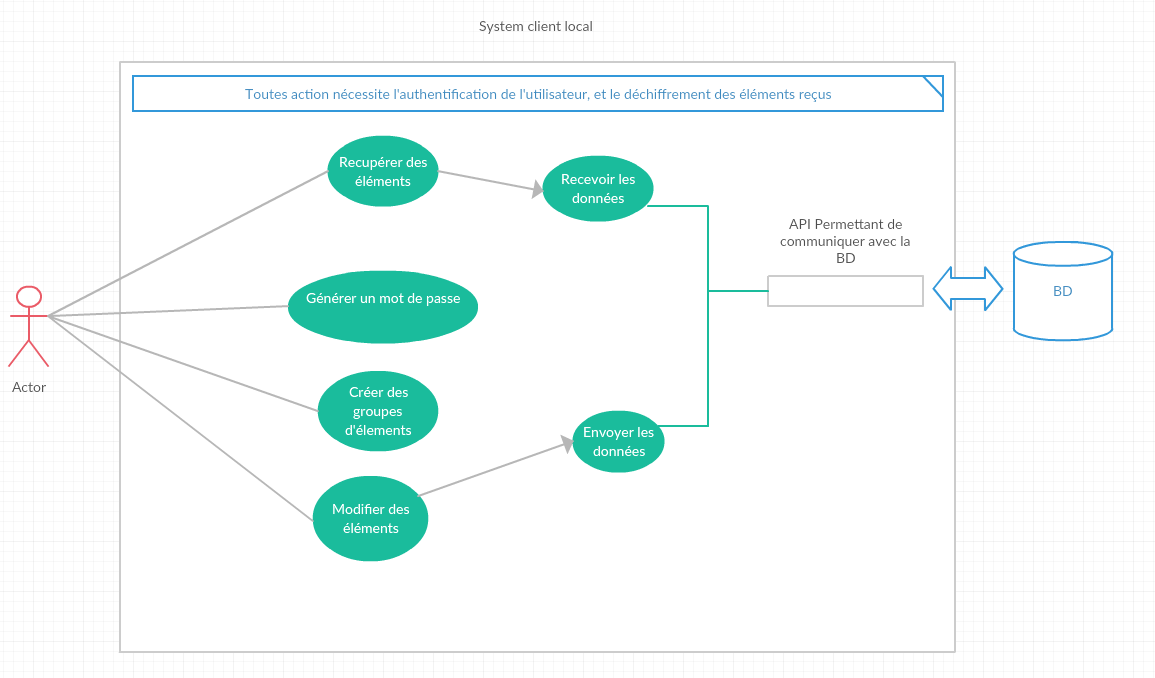 System client local
Toutes action nécessite l'authentification de l'utilisateur, et le déchiffrement des éléments reçus
Recupérer des
éléments
Recevoir les
données
API Permettant de
communiquer avec la
BD
BD
Générer un mot de passe
Actor
Créer des
groupes
d'élements
Envoyer les
données
Modifier des
éléments